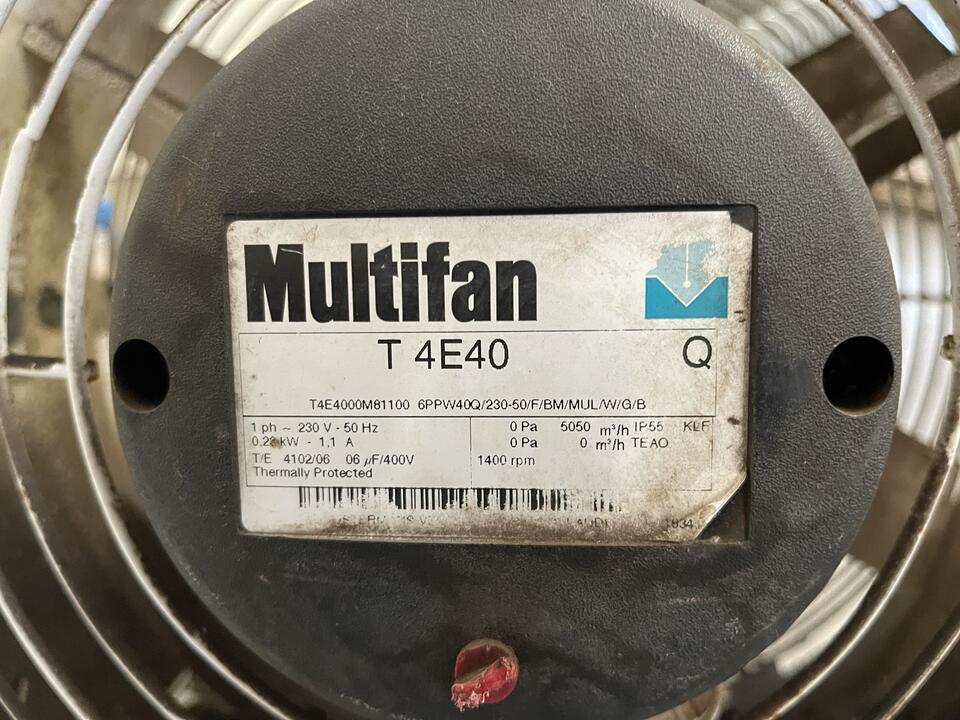 Multifan
T 4E40 Q
T4E4000M81100 6PPW40Q/230-50/F/BM/MUL/W/G/B
1 ph ~ 230 V - 50 Hz 0 Pa 5050 m³/h IP55 KLF
0,28 kW - 1,1 A 0 Pa 0 m³/h TEAO
T/E 4102/06 06 µF/400V 1400 rpm
Thermally Protected